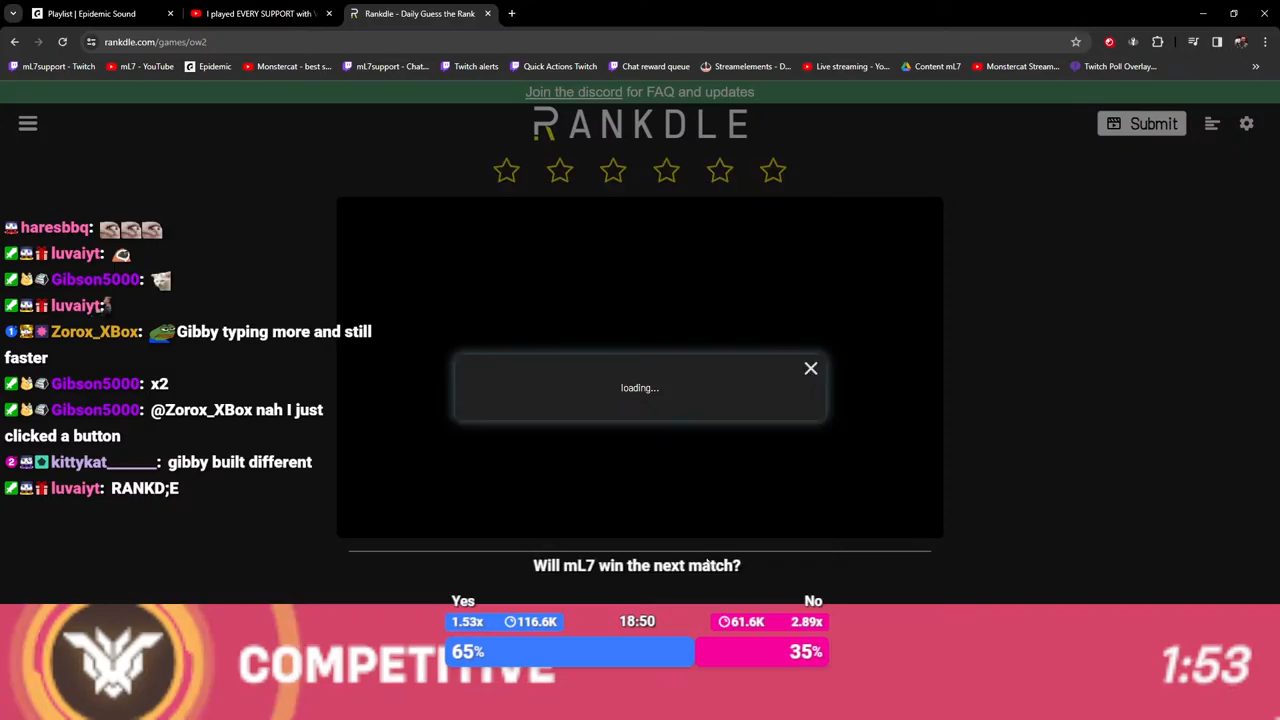 Playlist | Epidemic Sound
I played EVERY SUPPORT with
Rankdle - Daily Guess the Rank
rankdle.com/games/ow2
mL7support - Twitch
mL7 - YouTube
Epidemic
Monstercat - best s...
mL7support - Chat...
Twitch alerts
Quick Actions Twitch
Chat reward queue
Streamelements - D...
Live streaming - Yo...
Content mL7
Monstercat Stream...
Twitch Poll Overlay...
Join the discord for FAQ and updates
RANKDLE
Submit
haresbbq:
luvaiyt:
Gibson5000:
luvaiyt:
Zorox_XBox: Gibby typing more and still
faster
Gibson5000: x2
Gibson5000: @Zorox_XBox nah I just
clicked a button
kittykat______: gibby built different
luvaiyt: RANKD;E
loading...
Will mL7 win the next match?
Yes
No
1.53x 116.6K
18:50
61.6K 2.89x
65%
35%
COMPETITIVE
1:53